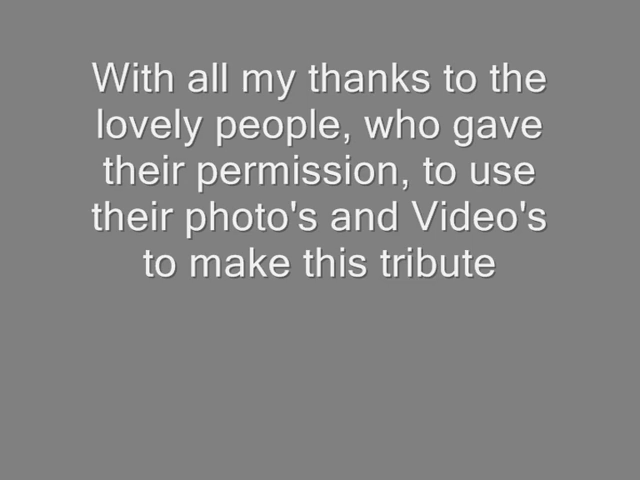 With all my thanks to the
lovely people, who gave
their permission, to use
their photo's and Video's
to make this tribute